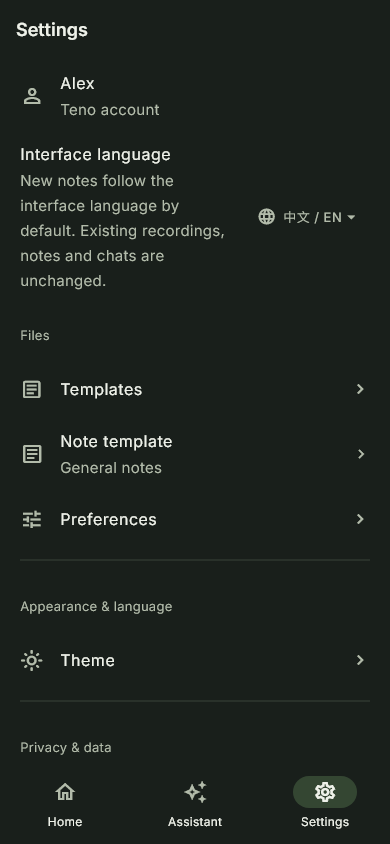 Settings
Alex
Teno account
Interface language
New notes follow the
interface language by
default. Existing recordings,
notes and chats are
unchanged.
中文 / EN
Files
Templates
Note template
General notes
Preferences
Appearance & language
Theme
Privacy & data
Home
Assistant
Settings